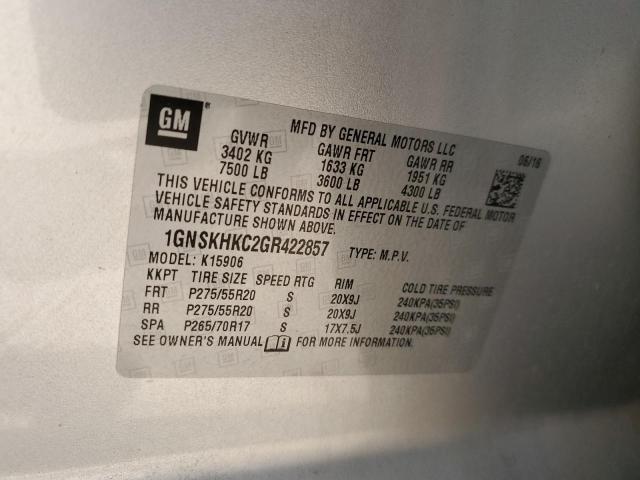 GM
MFD BY GENERAL MOTORS LLC
GVWR GAWR FRT GAWR RR 06/16
3402 KG 1633 KG 1951 KG
7500 LB 3600 LB 4300 LB
THIS VEHICLE CONFORMS TO ALL APPLICABLE U.S. FEDERAL MOTOR
VEHICLE SAFETY STANDARDS IN EFFECT ON THE DATE OF
MANUFACTURE SHOWN ABOVE.
1GNSKHKC2GR422857 TYPE: M.P.V.
MODEL: K15906
KKPT TIRE SIZE SPEED RTG RIM COLD TIRE PRESSURE
FRT P275/55R20 S 20X9J 240KPA(35PSI)
RR P275/55R20 S 20X9J 240KPA(35PSI)
SPA P265/70R17 S 17X7.5J 240KPA(35PSI)
SEE OWNER'S MANUAL FOR MORE INFORMATION.